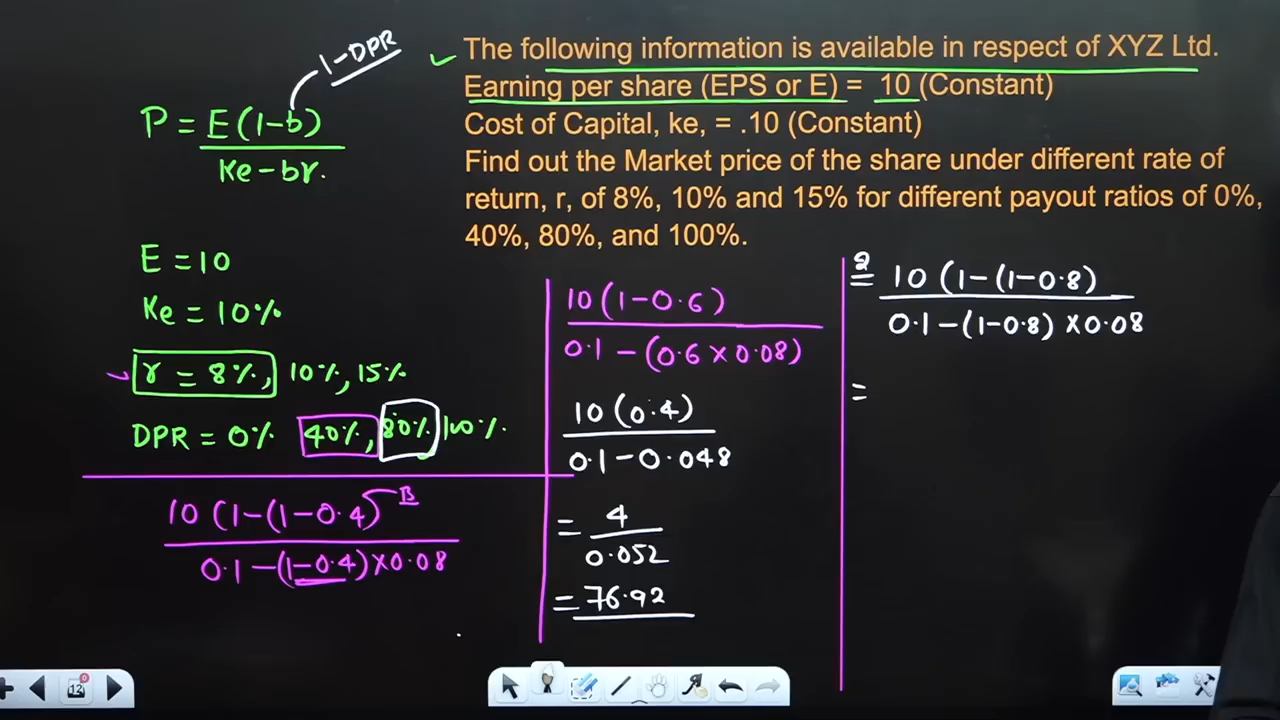 The following information is available in respect of XYZ Ltd.
Earning per share (EPS or E) = 10 (Constant)
Cost of Capital, ke, = .10 (Constant)
Find out the Market price of the share under different rate of
return, r, of 8%, 10% and 15% for different payout ratios of 0%,
40%, 80%, and 100%.
1-DPR
P = E(1-b)
Ke-br.
E = 10
Ke = 10%
r = 8%, 10%, 15%
DPR = 0% 40%, 80%, 100%.
10 (1-(1-0.4) B
0.1-(1-0.4)×0.08
10(1-0.6)
0.1-(0.6×0.08)
10(0.4)
0.1-0.048
= 4
0.052
= 76.92
2 10 (1-(1-0.8)
0.1-(1-0.8)×0.08
=
12
0